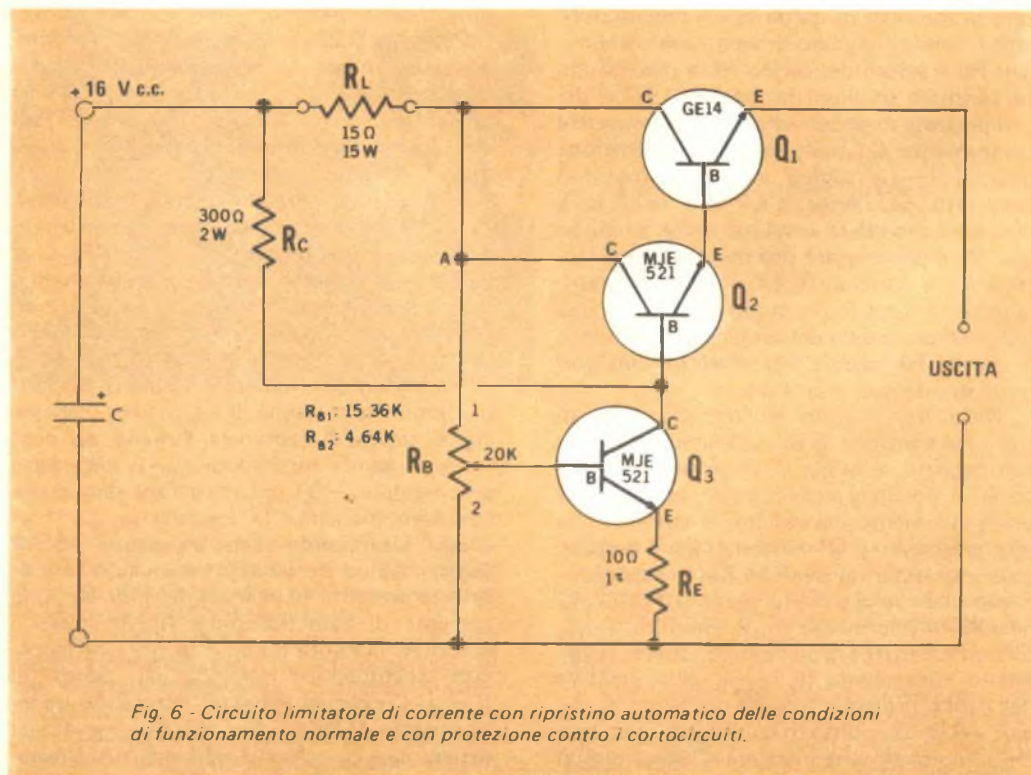 + 16 V c.c.
RL
15Ω
15W
C
GE14
E
Q1
B
300Ω
2W
RC
A
C
MJE
521
E
Q2
B
USCITA
+
C
RB1: 15.36K
RB2: 4.64K
1
RB
20K
2
C
MJE
521
B
Q3
E
10Ω
RE
Fig. 6 - Circuito limitatore di corrente con ripristino automatico delle condizioni
di funzionamento normale e con protezione contro i cortocircuiti.